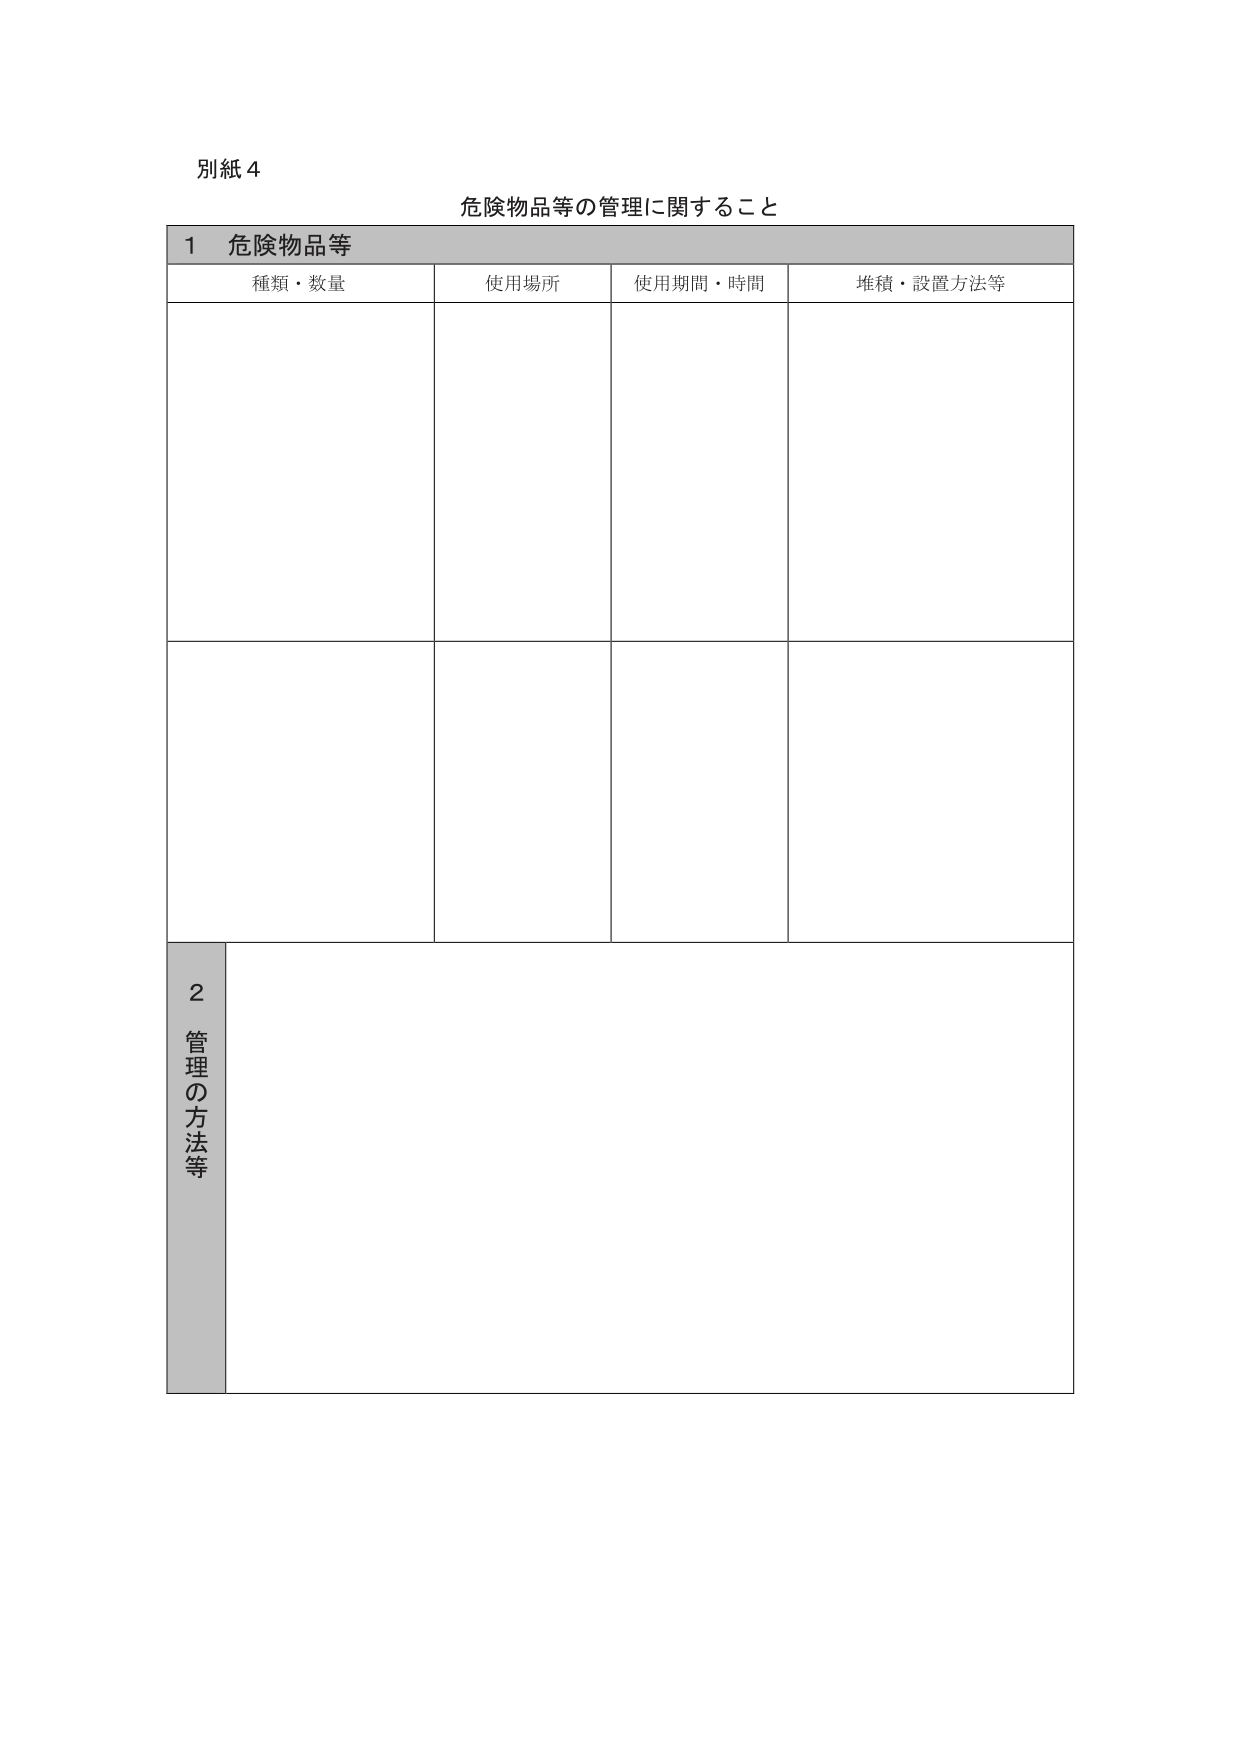 別紙４
危険物品等の管理に関すること
１　危険物品等
種類・数量　使用場所　使用期間・時間　堆積・設置方法等
２　管理の方法等